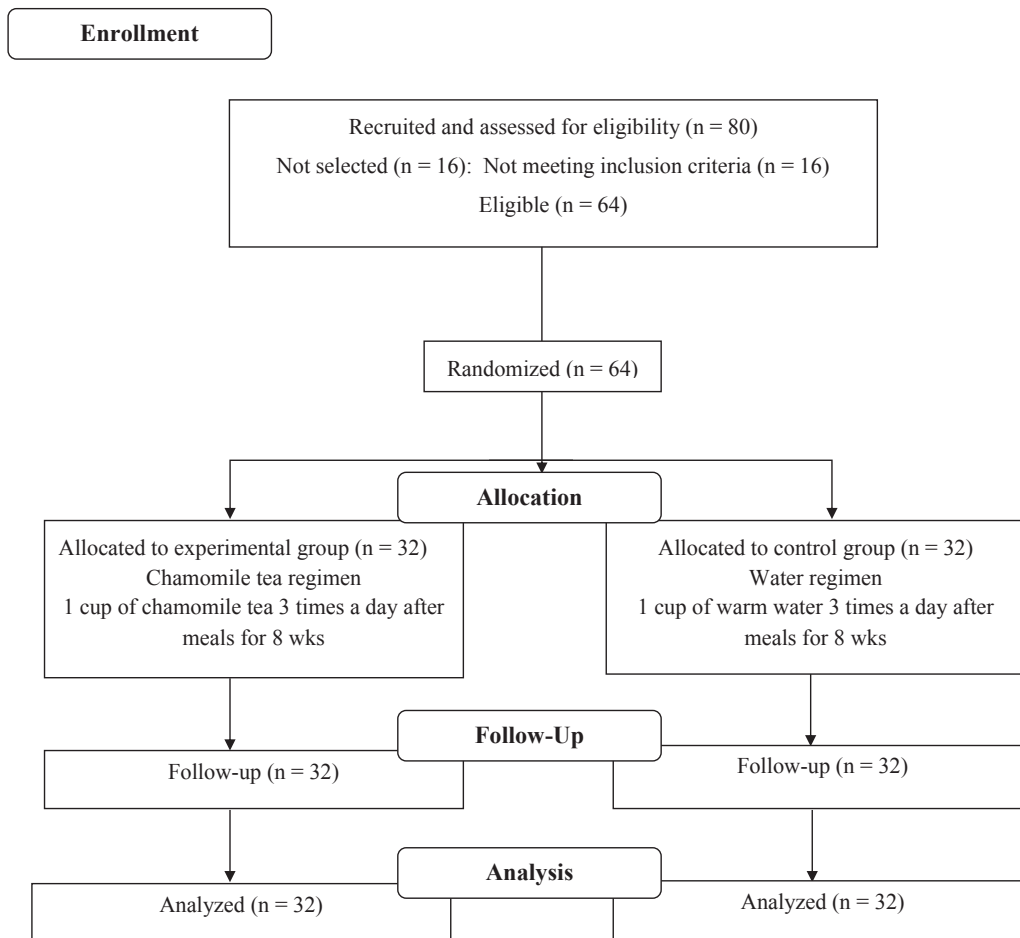 Enrollment
Recruited and assessed for eligibility (n = 80)
Not selected (n = 16): Not meeting inclusion criteria (n = 16)
Eligible (n = 64)
Randomized (n = 64)
Allocation
Allocated to experimental group (n = 32)
Chamomile tea regimen
1 cup of chamomile tea 3 times a day after
meals for 8 wks
Allocated to control group (n = 32)
Water regimen
1 cup of warm water 3 times a day after
meals for 8 wks
Follow-Up
Follow-up (n = 32)
Follow-up (n = 32)
Analysis
Analyzed (n = 32)
Analyzed (n = 32)